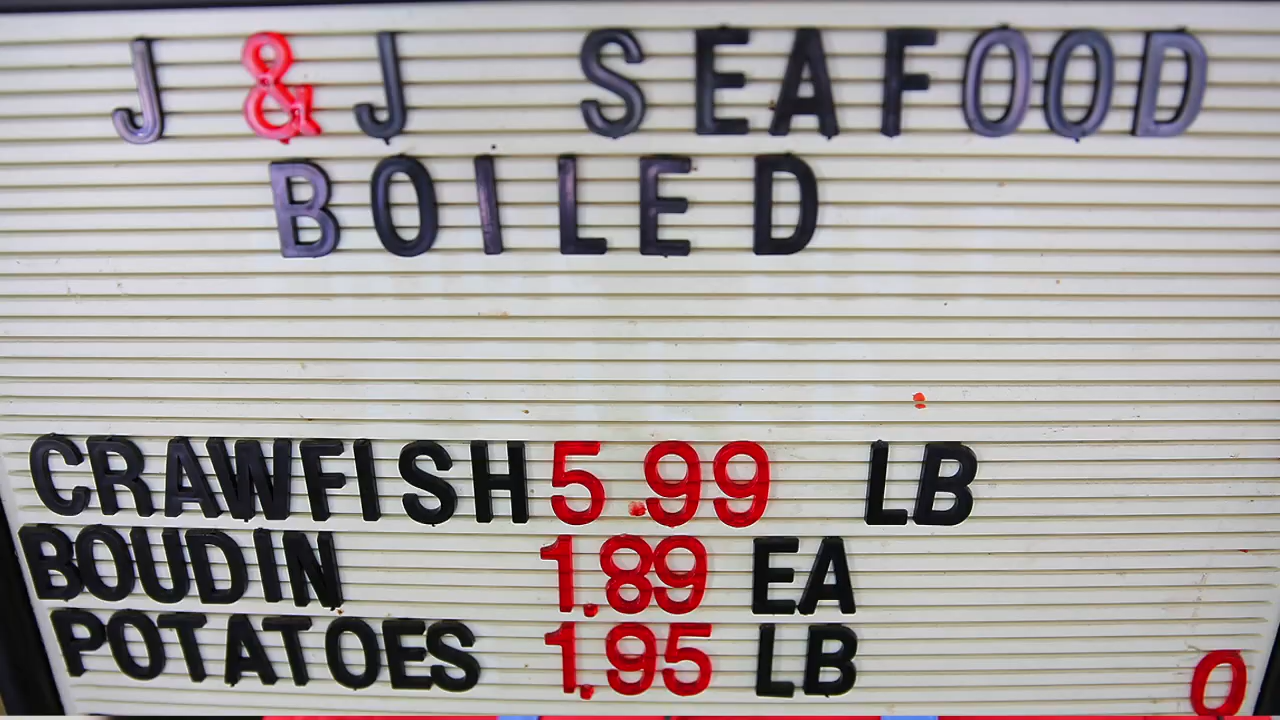 J & J SEAFOOD
BOILED
CRAWFISH 5.99 LB
BOUDIN 1.89 EA
POTATOES 1.95 LB
0